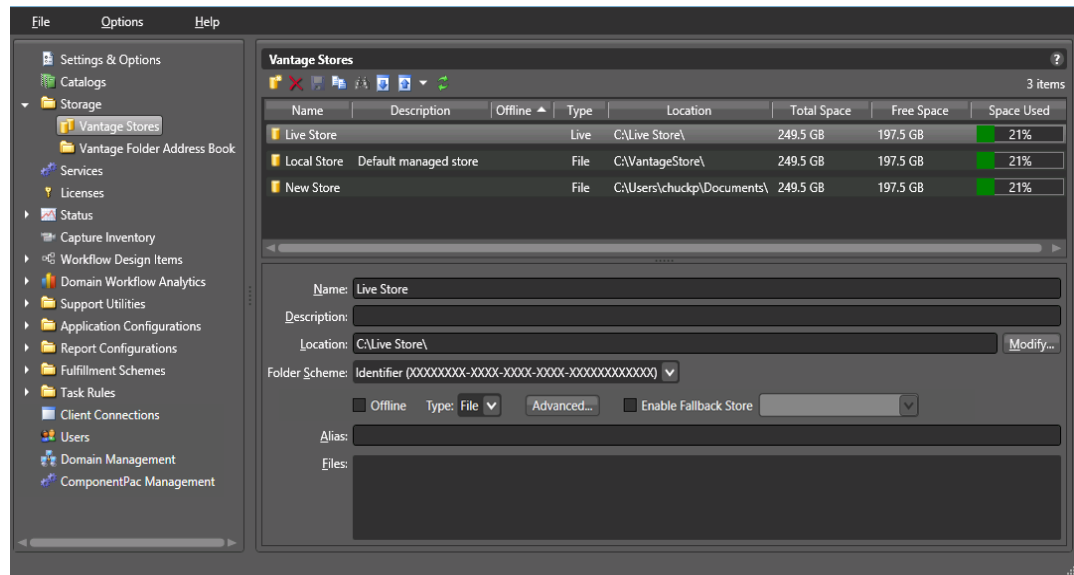 File Options Help
Settings & Options
Catalogs
Storage
Vantage Stores
Vantage Folder Address Book
Services
Licenses
Status
Capture Inventory
Workflow Design Items
Domain Workflow Analytics
Support Utilities
Application Configurations
Report Configurations
Fulfillment Schemes
Task Rules
Client Connections
Users
Domain Management
ComponentPac Management
Vantage Stores ?
3 items
Name Description Offline Type Location Total Space Free Space Space Used
Live Store Live C:\Live Store\ 249.5 GB 197.5 GB 21%
Local Store Default managed store File C:\VantageStore\ 249.5 GB 197.5 GB 21%
New Store File C:\Users\chuckp\Documents\ 249.5 GB 197.5 GB 21%
Name: Live Store
Description:
Location: C:\Live Store\ Modify...
Folder Scheme: Identifier (XXXXXXXX-XXXX-XXXX-XXXX-XXXXXXXXXXXX)
Offline Type: File Advanced... Enable Fallback Store
Alias:
Files: